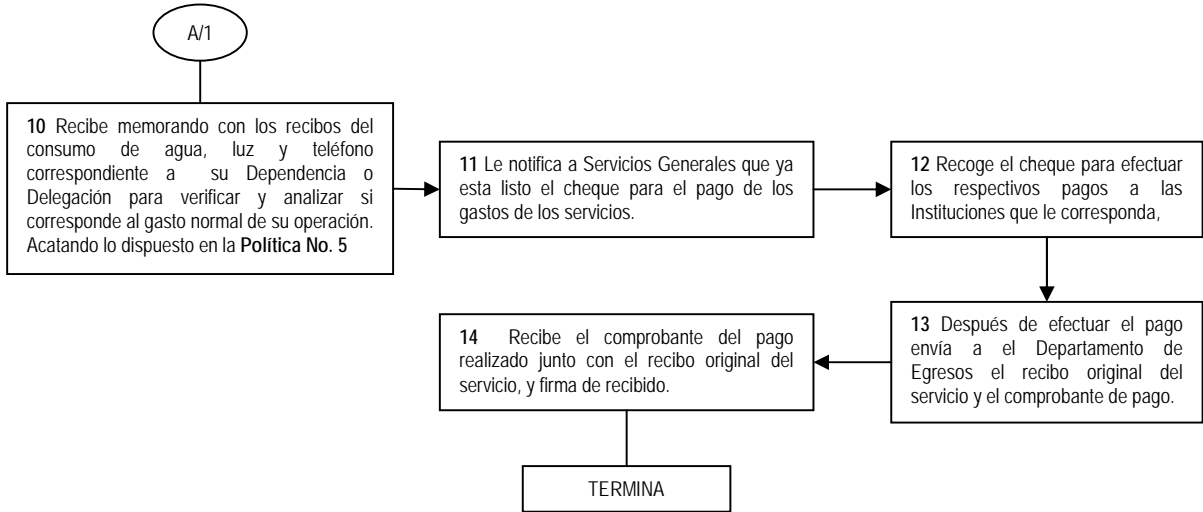 A/1
10 Recibe memorando con los recibos del
consumo de agua, luz y teléfono
correspondiente a su Dependencia o
Delegación para verificar y analizar si
corresponde al gasto normal de su operación.
Acatando lo dispuesto en la Política No. 5
11 Le notifica a Servicios Generales que ya
esta listo el cheque para el pago de los
gastos de los servicios.
12 Recoge el cheque para efectuar
los respectivos pagos a las
Instituciones que le corresponda,
13 Después de efectuar el pago
envía a el Departamento de
Egresos el recibo original del
servicio y el comprobante de pago.
14 Recibe el comprobante del pago
realizado junto con el recibo original del
servicio, y firma de recibido.
TERMINA